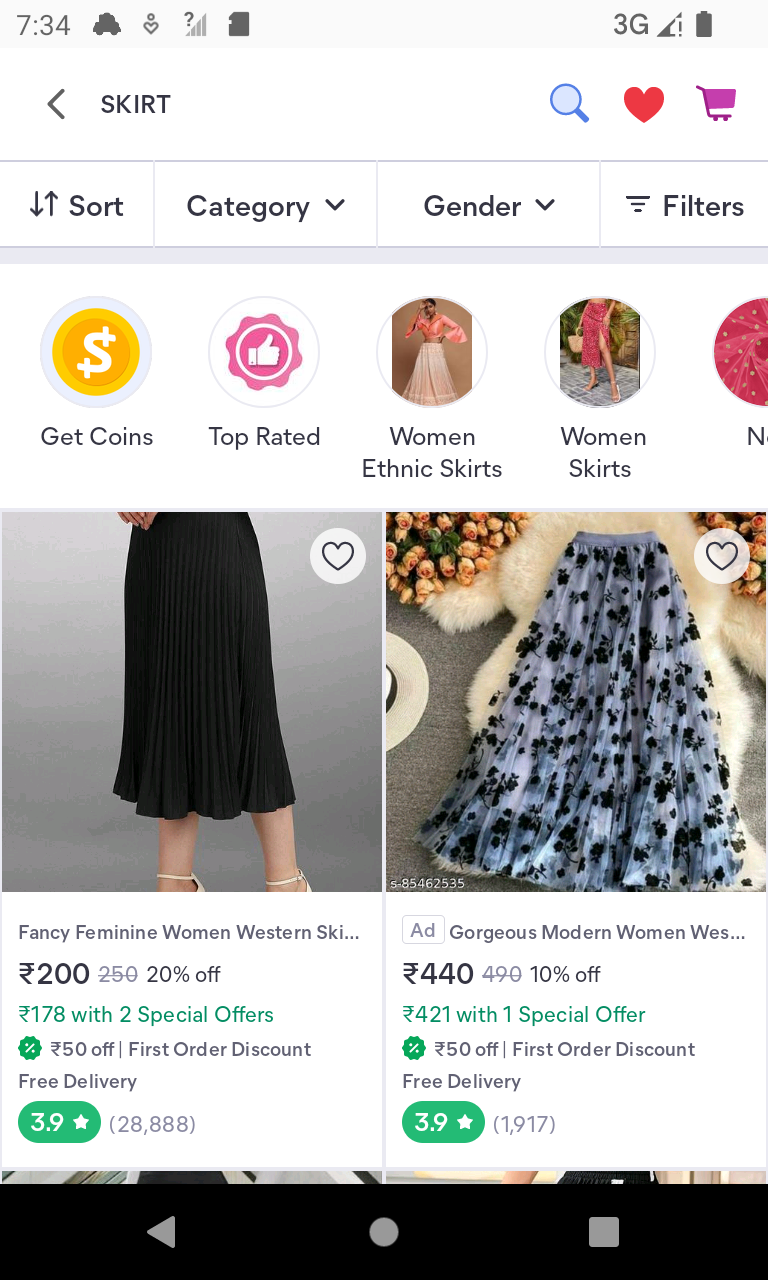 7:34
3G
SKIRT
Sort
Category
Gender
Filters
Get Coins
Top Rated
Women
Ethnic Skirts
Women
Skirts
s-85462535
Fancy Feminine Women Western Ski...
₹200 250 20% off
₹178 with 2 Special Offers
₹50 off | First Order Discount
Free Delivery
3.9 (28,888)
Ad Gorgeous Modern Women Wes...
₹440 490 10% off
₹421 with 1 Special Offer
₹50 off | First Order Discount
Free Delivery
3.9 (1,917)